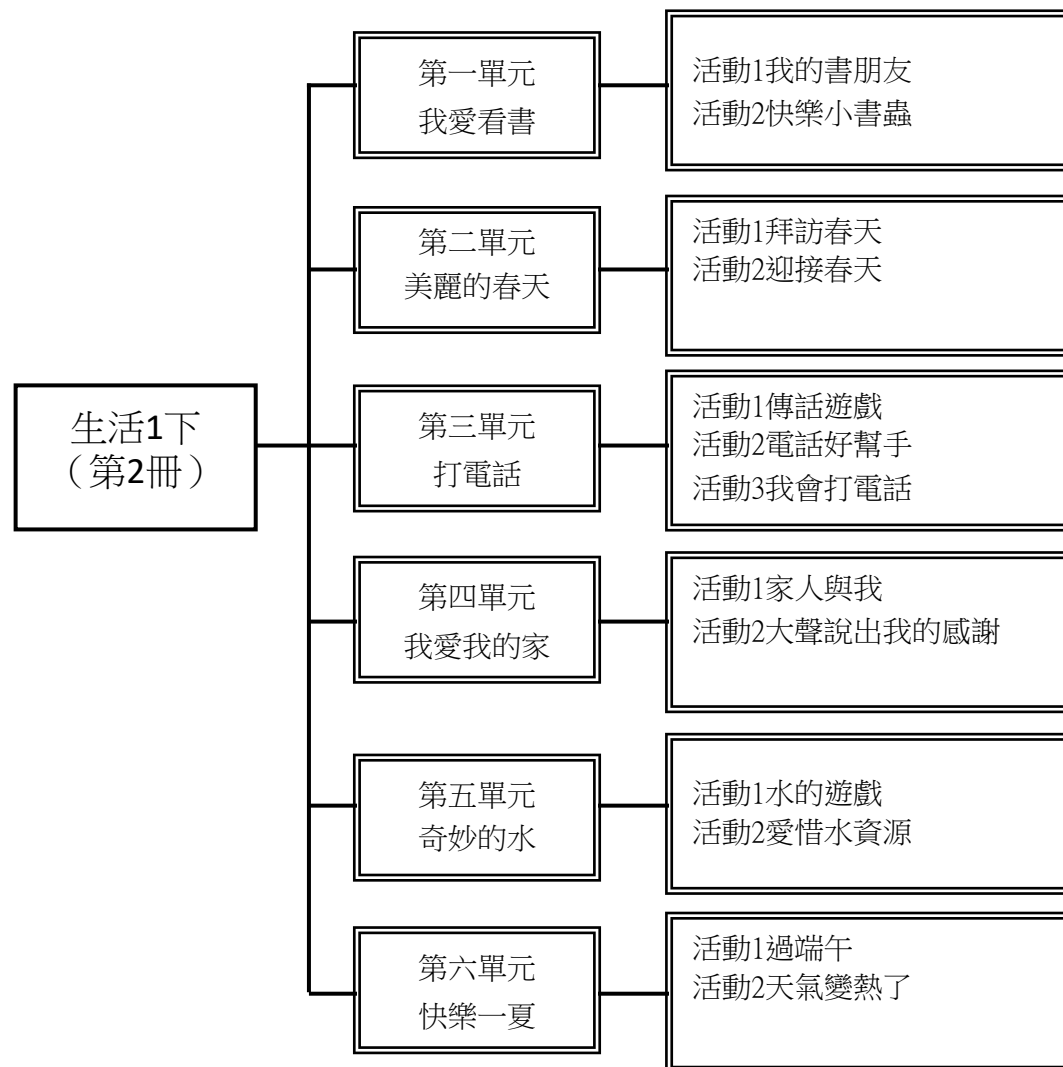 生活1下
（第2冊）
第一單元
我愛看書
活動1我的書朋友
活動2快樂小書蟲
第二單元
美麗的春天
活動1拜訪春天
活動2迎接春天
第三單元
打電話
活動1傳話遊戲
活動2電話好幫手
活動3我會打電話
第四單元
我愛我的家
活動1家人與我
活動2大聲說出我的感謝
第五單元
奇妙的水
活動1水的遊戲
活動2愛惜水資源
第六單元
快樂一夏
活動1過端午
活動2天氣變熱了